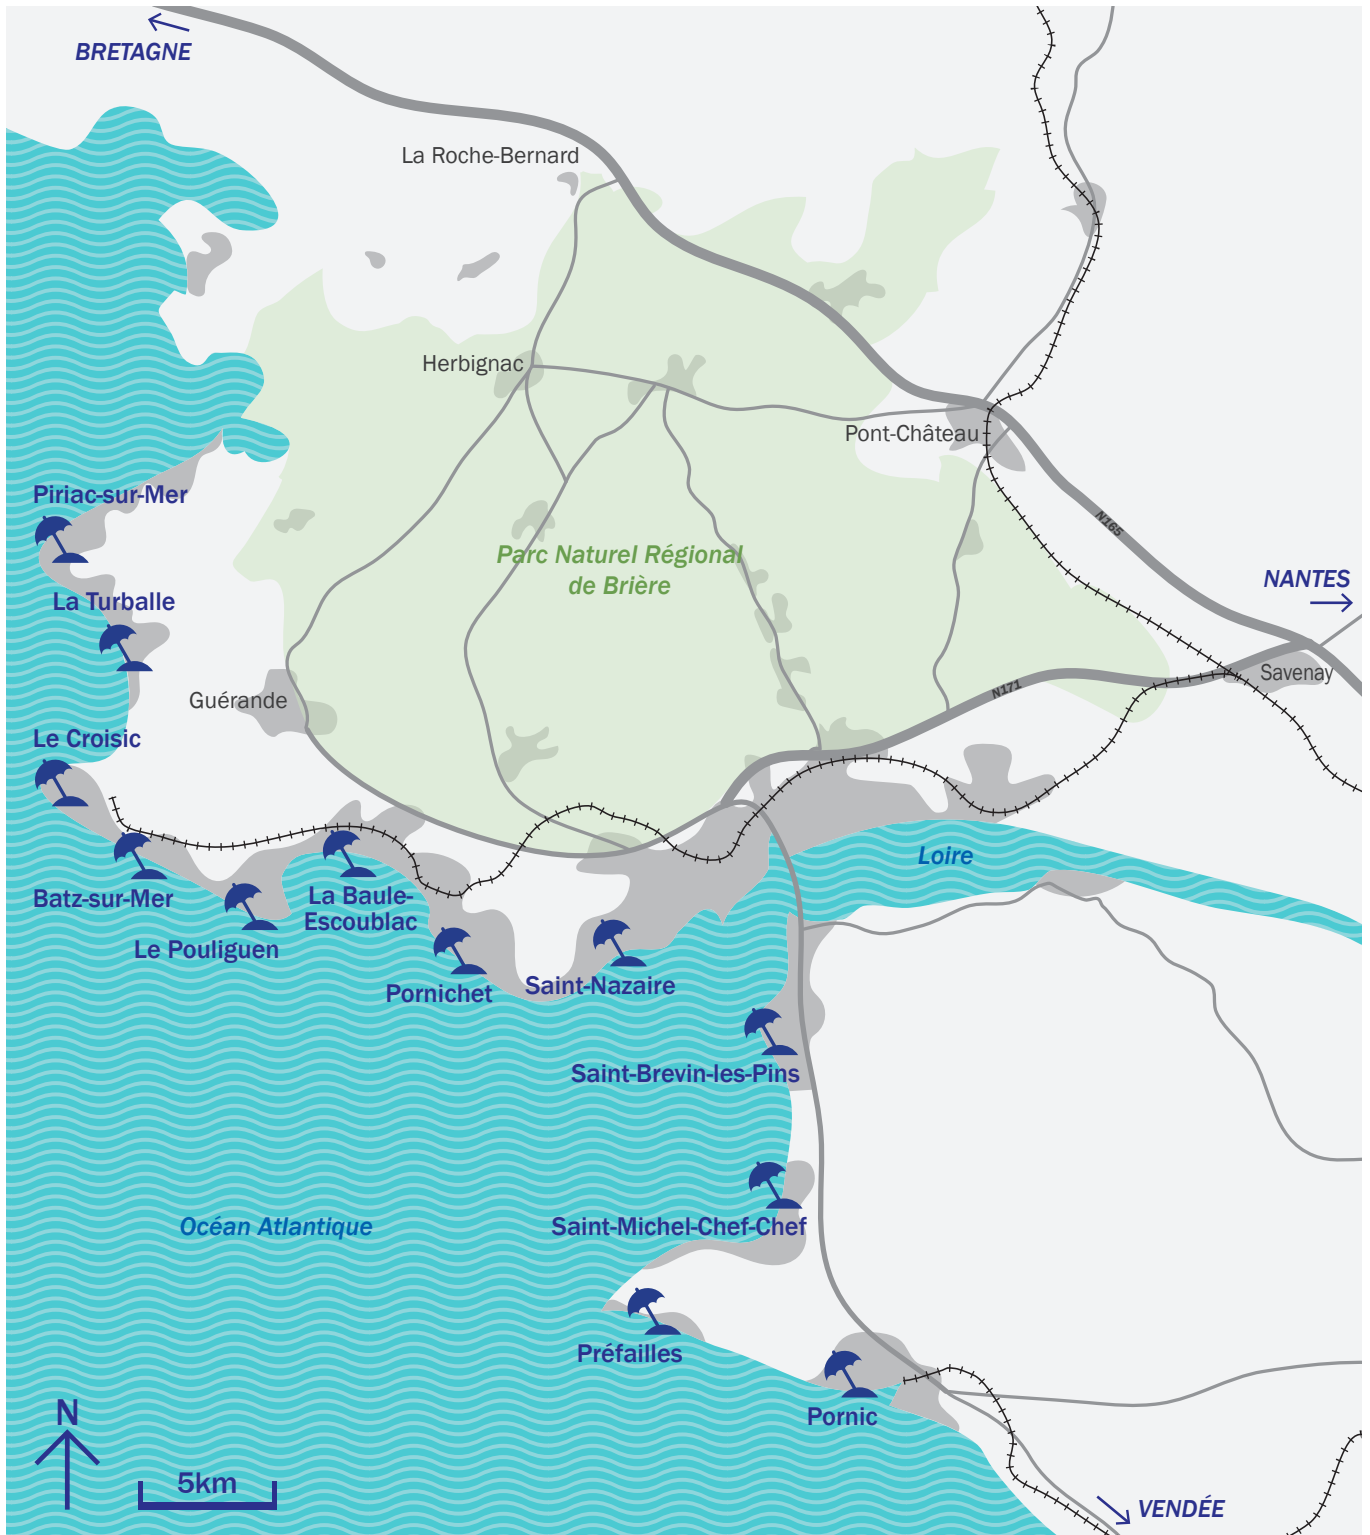 BRETAGNE
La Roche-Bernard
Herbignac
Pont-Château
Piriac-sur-Mer
N165
Parc Naturel Régional
de Brière
NANTES
La Turballe
Savenay
N171
Guérande
Le Croisic
Loire
Batz-sur-Mer
La Baule-
Escoublac
Le Pouliguen
Pornichet
Saint-Nazaire
Saint-Brevin-les-Pins
Océan Atlantique
Saint-Michel-Chef-Chef
Préfailles
Pornic
N
5km
VENDÉE